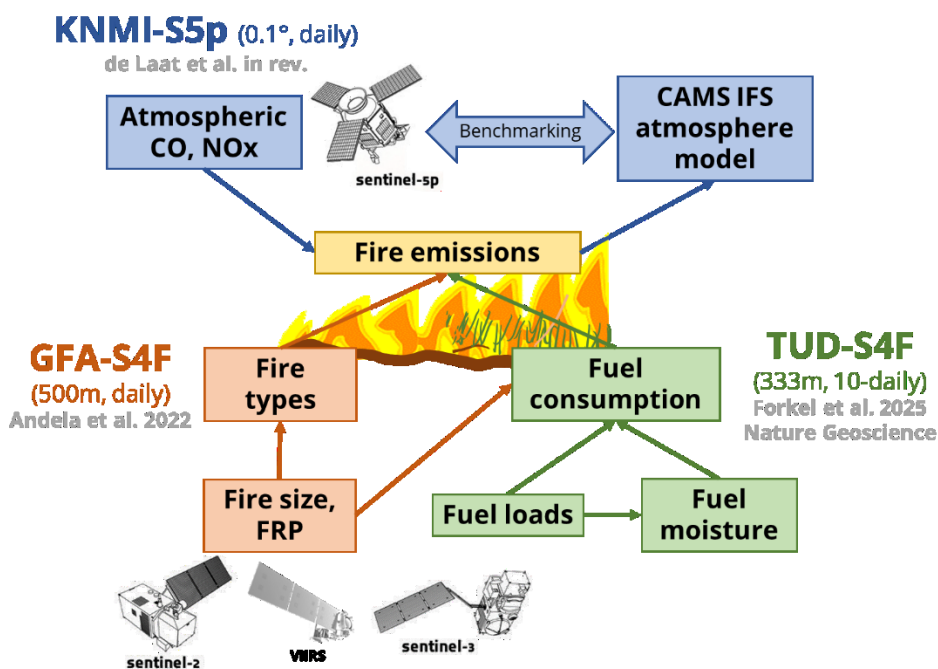 KNMI-S5p (0.1°, daily)
de Laat et al. in rev.
Atmospheric
CO, NOx
sentinel-5p
Benchmarking
CAMS IFS
atmosphere
model
Fire emissions
GFA-S4F
(500m, daily)
Andela et al. 2022
Fire
types
Fuel
consumption
TUD-S4F
(333m, 10-daily)
Forkel et al. 2025
Nature Geoscience
Fire size,
FRP
Fuel loads
Fuel
moisture
sentinel-2
VIIRS
sentinel-3